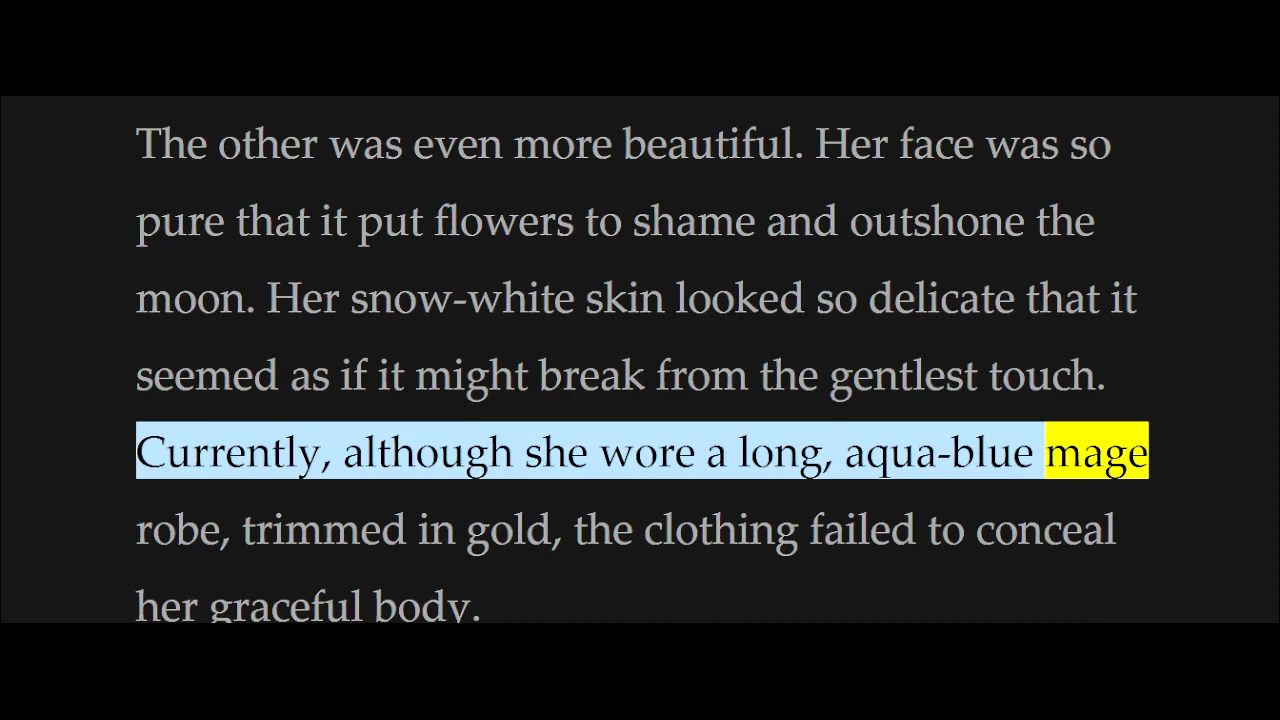 The other was even more beautiful. Her face was so
pure that it put flowers to shame and outshone the
moon. Her snow-white skin looked so delicate that it
seemed as if it might break from the gentlest touch.
Currently, although she wore a long, aqua-blue mage
robe, trimmed in gold, the clothing failed to conceal
her graceful body.